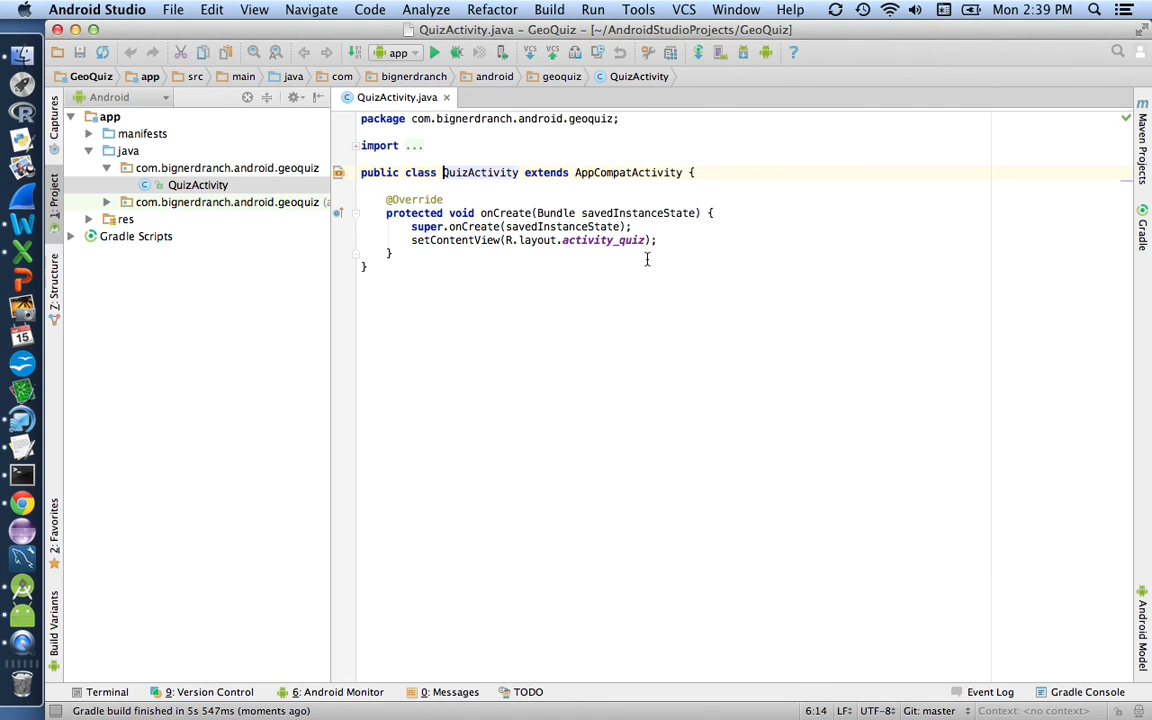 Android Studio File Edit View Navigate Code Analyze Refactor Build Run Tools VCS Window Help Mon 2:39 PM
QuizActivity.java - GeoQuiz - [~/AndroidStudioProjects/GeoQuiz]
app
GeoQuiz app src main java com bignerdranch android geoquiz QuizActivity
Android
QuizActivity.java
app
manifests
java
com.bignerdranch.android.geoquiz
QuizActivity
com.bignerdranch.android.geoquiz (a
res
Gradle Scripts
Captures
1: Project
Z: Structure
2: Favorites
Build Variants
package com.bignerdranch.android.geoquiz;
import ...
public class QuizActivity extends AppCompatActivity {
@Override
protected void onCreate(Bundle savedInstanceState) {
super.onCreate(savedInstanceState);
setContentView(R.layout.activity_quiz);
}
}
Maven Projects
Gradle
Android Model
Terminal 9: Version Control 6: Android Monitor 0: Messages TODO Event Log Gradle Console
Gradle build finished in 5s 547ms (moments ago) 6:14 LF UTF-8 Git: master Context: <no context>